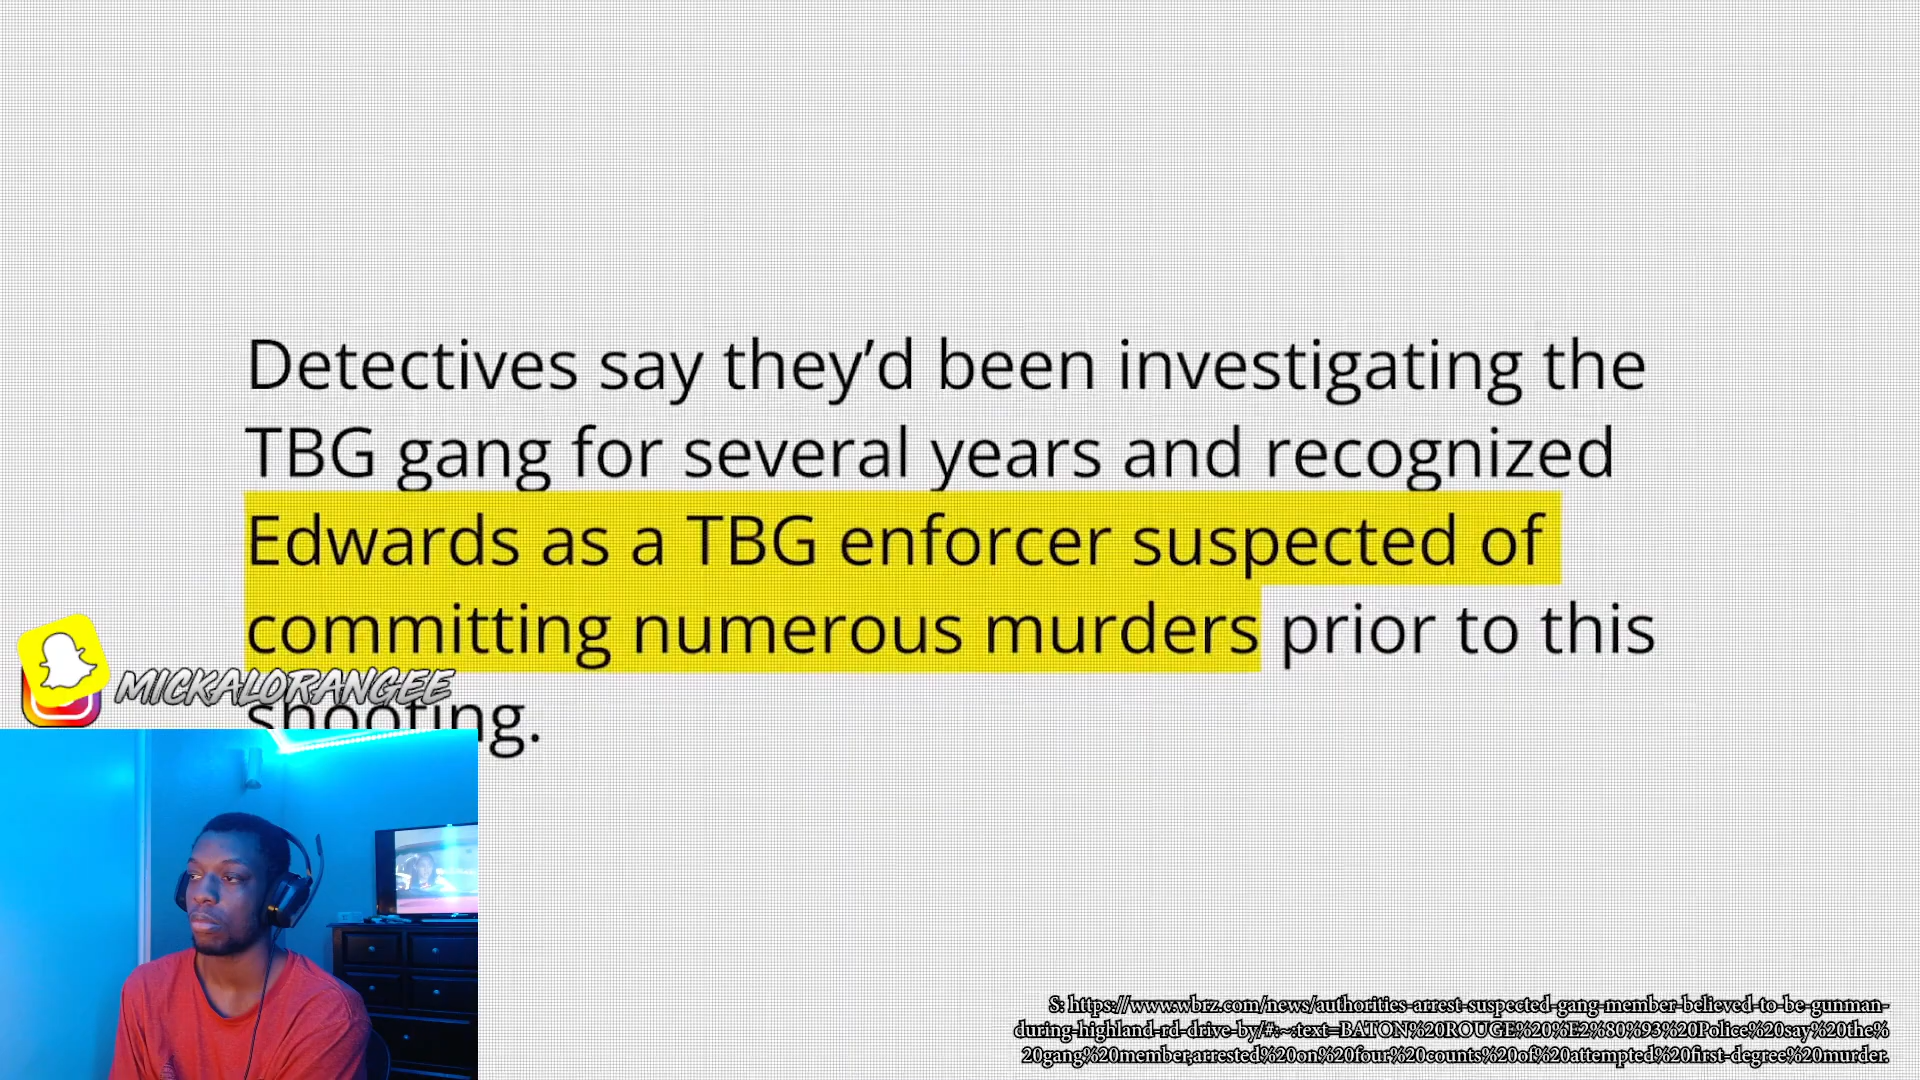 Detectives say they’d been investigating the
TBG gang for several years and recognized
Edwards as a TBG enforcer suspected of
committing numerous murders prior to this
shooting.
MICKALORANGEE
S: https://www.wbrz.com/news/authorities-arrest-suspected-gang-member-believed-to-be-gunman-
during-highland-rd-drive-by/#:~:text=BATON%20ROUGE%20%E2%80%93%20Police%20say%20the%
20gang%20member,arrested%20on%20four%20counts%20of%20attempted%20first-degree%20murder.